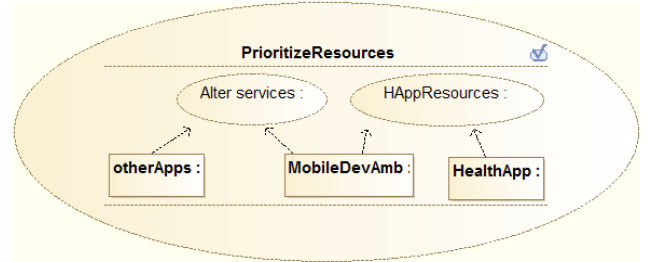 PrioritizeResources
Alter services :
HAppResources :
otherApps :
MobileDevAmb :
HealthApp :